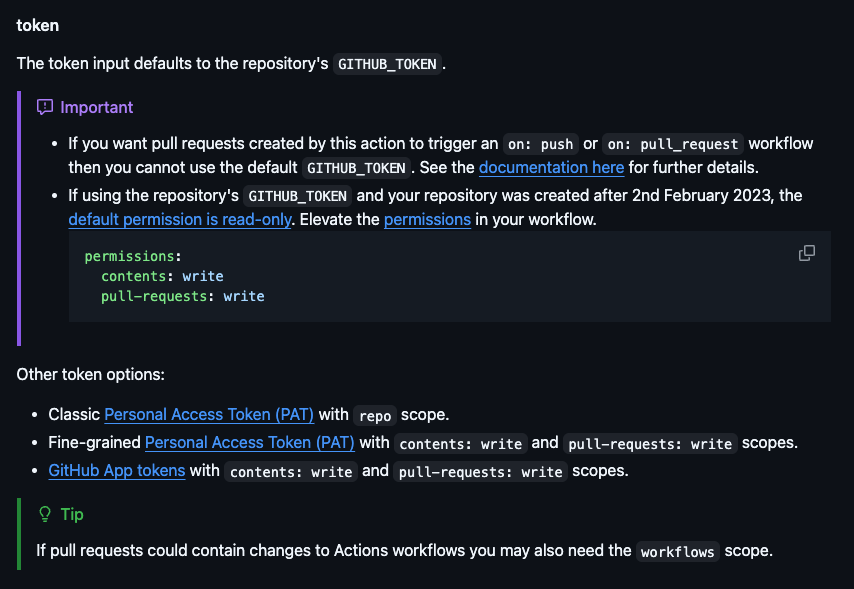 token
The token input defaults to the repository's GITHUB_TOKEN.
Important
• If you want pull requests created by this action to trigger an on: push or on: pull_request workflow
then you cannot use the default GITHUB_TOKEN. See the documentation here for further details.
• If using the repository's GITHUB_TOKEN and your repository was created after 2nd February 2023, the
default permission is read-only. Elevate the permissions in your workflow.
permissions:
  contents: write
  pull-requests: write
Other token options:
• Classic Personal Access Token (PAT) with repo scope.
• Fine-grained Personal Access Token (PAT) with contents: write and pull-requests: write scopes.
• GitHub App tokens with contents: write and pull-requests: write scopes.
Tip
If pull requests could contain changes to Actions workflows you may also need the workflows scope.